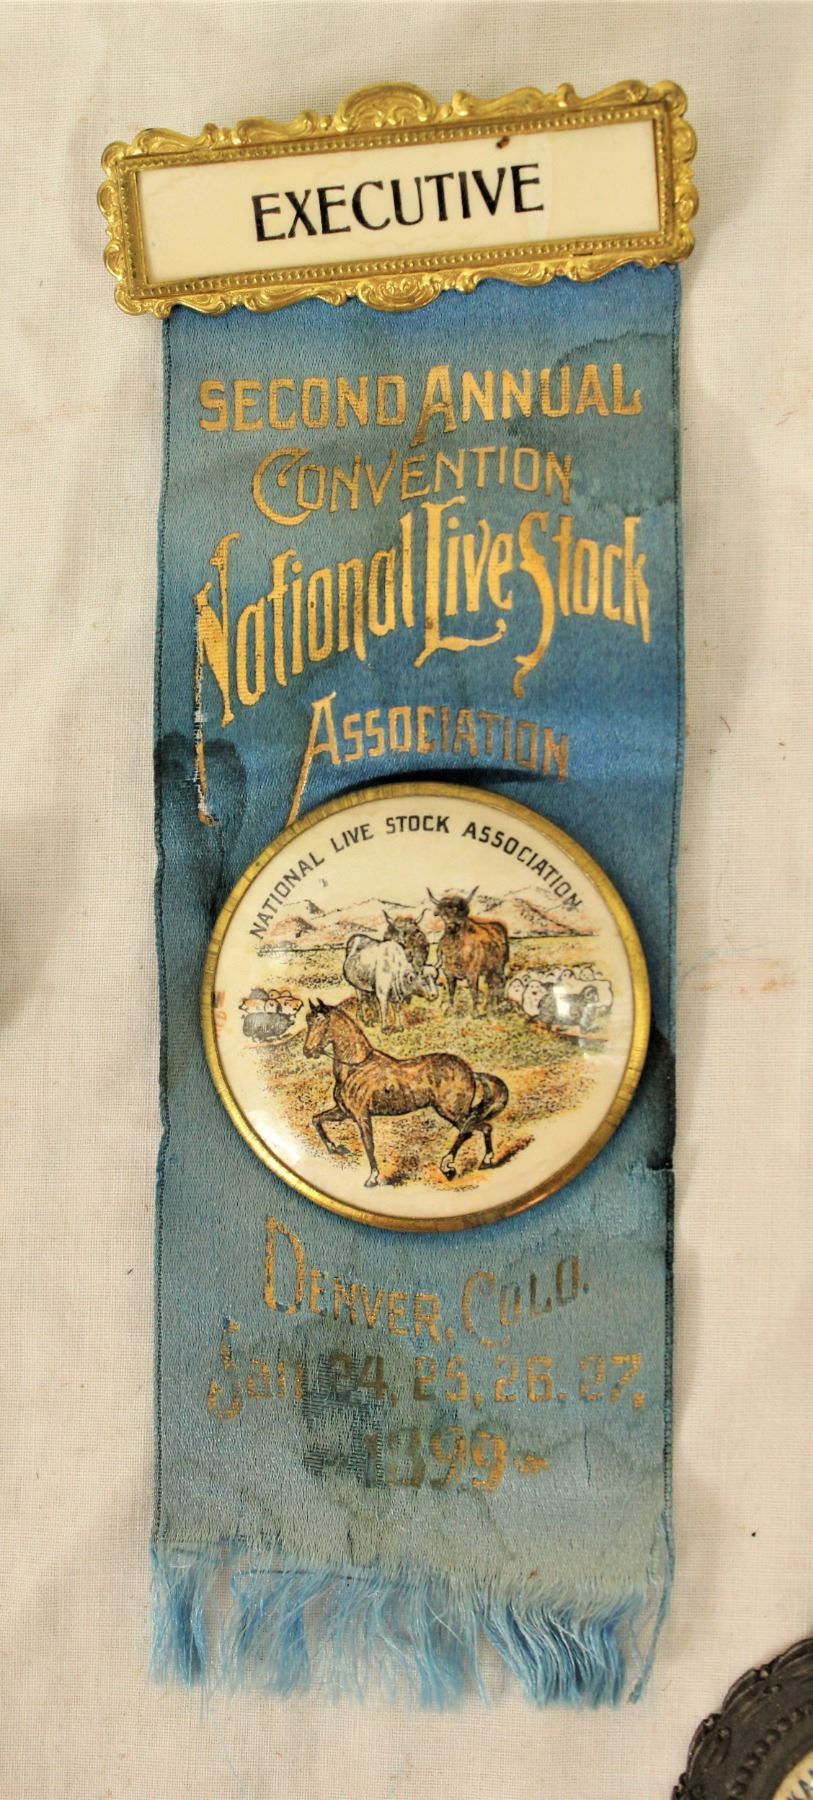 EXECUTIVE
SECOND ANNUAL
CONVENTION
National Live Stock
ASSOCIATION
NATIONAL LIVE STOCK ASSOCIATION
DENVER, COLO.
Jan. 24, 25, 26, 27,
-1899-